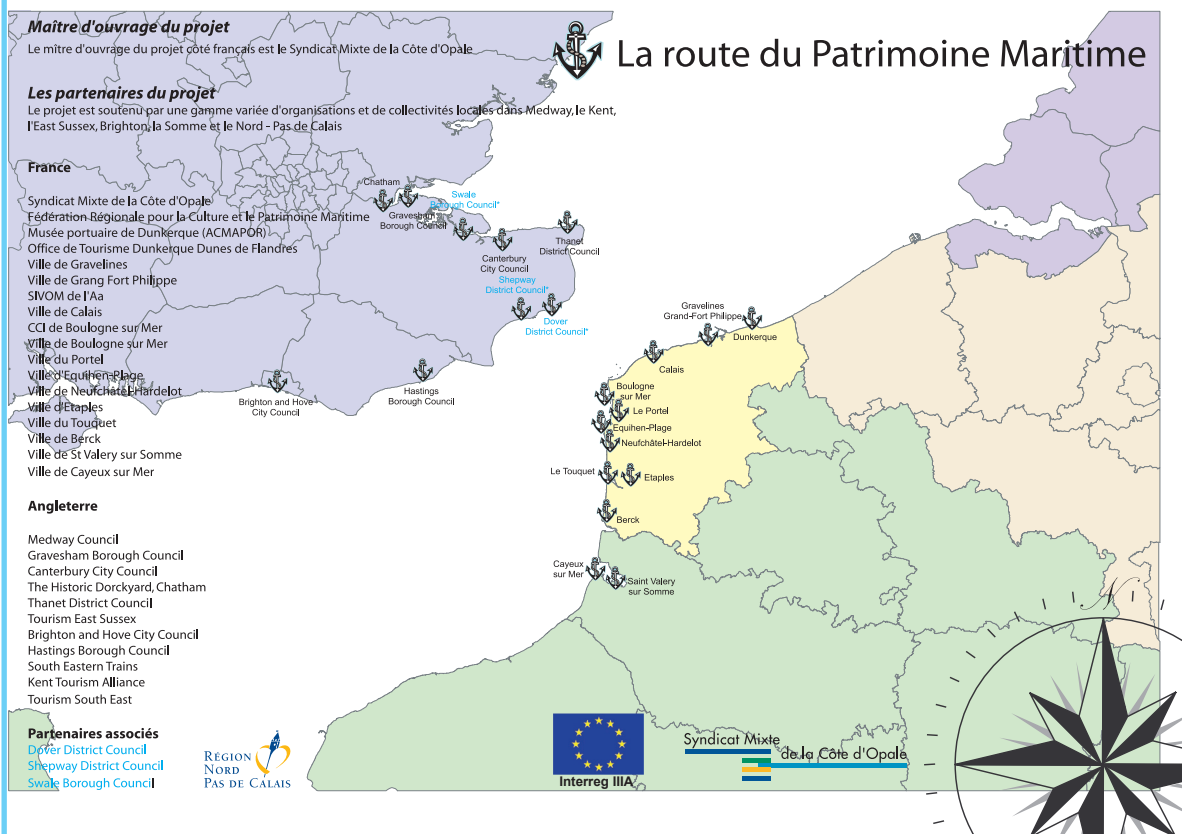 La route du Patrimoine Maritime
Maître d'ouvrage du projet
Le mître d'ouvrage du projet côté français est le Syndicat Mixte de la Côte d'Opale
Les partenaires du projet
Le projet est soutenu par une gamme variée d'organisations et de collectivités locales dans Medway, le Kent,
l'East Sussex, Brighton, la Somme et le Nord - Pas de Calais
France
Syndicat Mixte de la Côte d'Opale
Fédération Régionale pour la Culture et le Patrimoine Maritime
Musée portuaire de Dunkerque (ACMAPOR)
Office de Tourisme Dunkerque Dunes de Flandres
Ville de Gravelines
Ville de Grang Fort Philippe
SIVOM de l'Aa
Ville de Calais
CCI de Boulogne sur Mer
Ville de Boulogne sur Mer
Ville du Portel
Ville d'Equihen-Plage
Ville de Neufchâtel-Hardelot
Ville d'Etaples
Ville du Touquet
Ville de Berck
Ville de St Valery sur Somme
Ville de Cayeux sur Mer
Angleterre
Medway Council
Gravesham Borough Council
Canterbury City Council
The Historic Dorckyard, Chatham
Thanet District Council
Tourism East Sussex
Brighton and Hove City Council
Hastings Borough Council
South Eastern Trains
Kent Tourism Alliance
Tourism South East
Partenaires associés
Dover District Council
Shepway District Council
Swale Borough Council
Chatham
Gravesham
Borough Council
Swale
Borough Council*
Canterbury
City Council
Thanet
District Council
Shepway
District Council*
Dover
District Council*
Hastings
Borough Council
Brighton and Hove
City Council
Gravelines
Grand-Fort Philippe
Dunkerque
Calais
Boulogne
sur Mer
Le Portel
Equihen-Plage
Neufchâtel-Hardelot
Le Touquet
Etaples
Berck
Cayeux
sur Mer
Saint Valery
sur Somme
N
RÉGION
NORD
PAS DE CALAIS
Interreg IIIA
Syndicat Mixte
de la Côte d'Opale